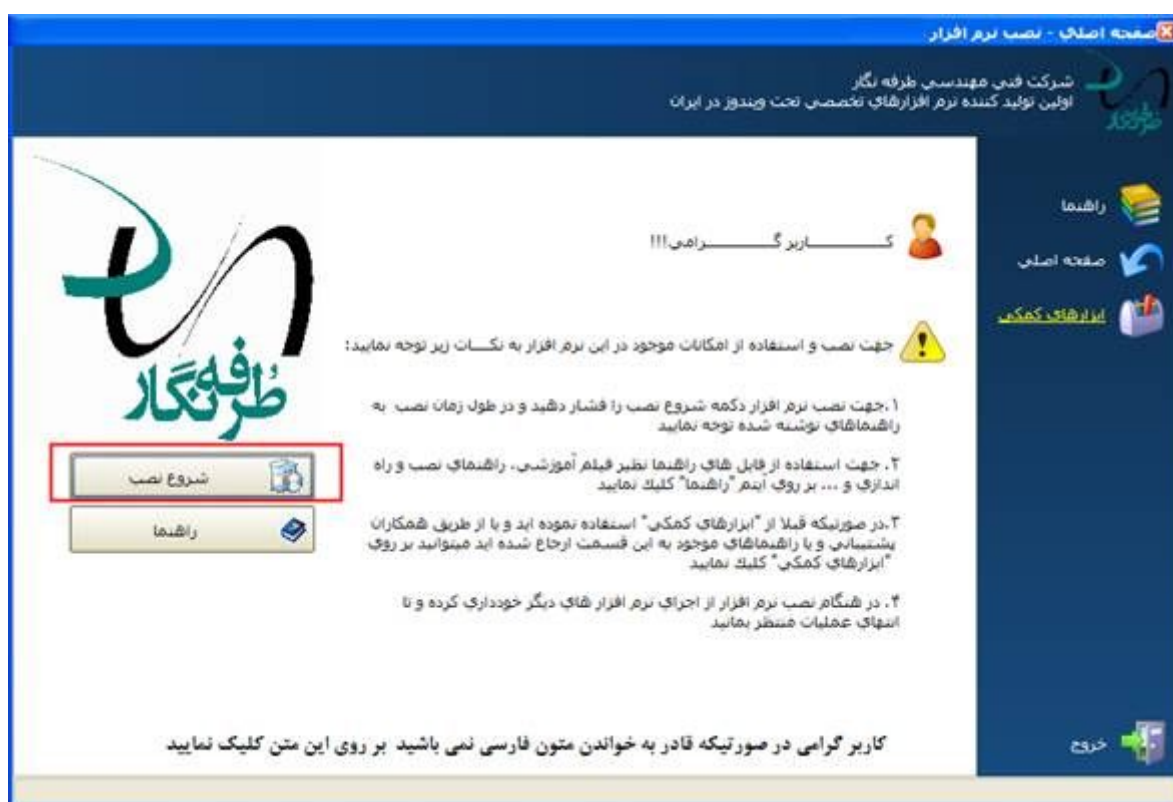 صفحه اصلي - نصب نرم افزار
شرکت فنی مهندسی طرفه نگار
اولین تولید کننده نرم افزارهای تخصصی تحت ویندوز در ایران
طرفه نگار
راهنما
صفحه اصلی
ابزارهای کمکی
کـــــــــاربر گـــــــــرامی!!!
جهت نصب و استفاده از امکانات موجود در این نرم افزار به نکـــات زیر توجه نمایید:
۱.جهت نصب نرم افزار دکمه شروع نصب را فشار دهید و در طول زمان نصب به
راهنماهای نوشته شده توجه نمایید
۲. جهت استفاده از فایل های راهنما نظیر فیلم آموزشی، راهنمای نصب و راه
اندازی و ... بر روی آیتم "راهنما" کلیك نمایید
۳.در صورتیکه قبلا از "ابزارهای کمکی" استفاده نموده اید و یا از طریق همکاران
پشتیبانی و یا راهنماهای موجود به این قسمت ارجاع شده اید میتوانید بر روی
"ابزارهای کمکی" کلیك نمایید
۴. در هنگام نصب نرم افزار از اجرای نرم افزار های دیگر خودداری کرده و تا
انتهای عملیات منتظر بمانید
طرفه نگار
شروع نصب
راهنما
کاربر گرامی در صورتیکه قادر به خواندن متون فارسی نمی باشید بر روی این متن کلیک نمایید
خروج